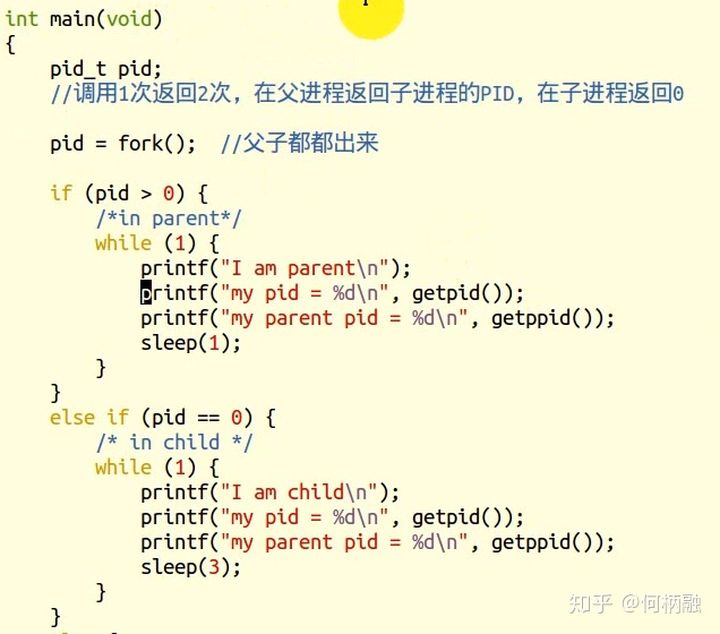 int main(void)
{
    pid_t pid;
    //调用1次返回2次，在父进程返回子进程的PID，在子进程返回0
    pid = fork();  //父子都都出来
    if (pid > 0) {
        /*in parent*/
        while (1) {
            printf("I am parent\n");
            printf("my pid = %d\n", getpid());
            printf("my parent pid = %d\n", getppid());
            sleep(1);
        }
    }
    else if (pid == 0) {
        /* in child */
        while (1) {
            printf("I am child\n");
            printf("my pid = %d\n", getpid());
            printf("my parent pid = %d\n", getppid());
            sleep(3);
        }
    }
知乎 @何柄融